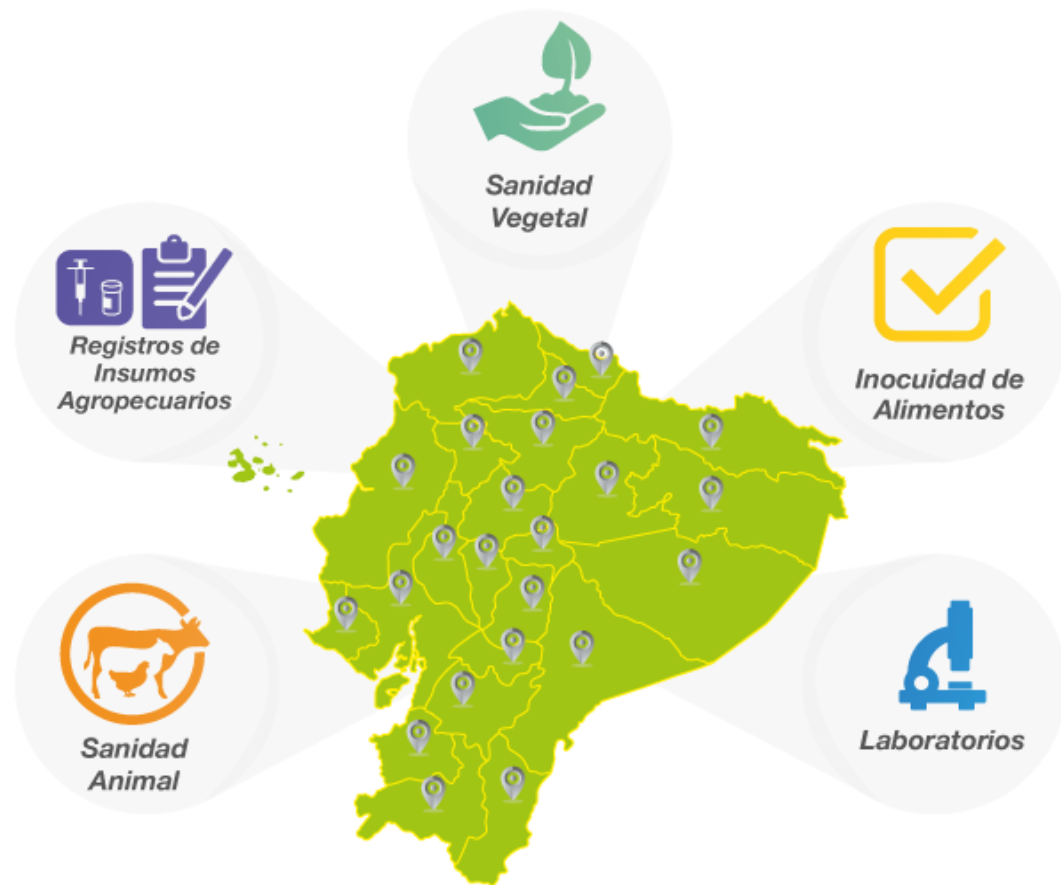 Sanidad
Vegetal
Registros de
Insumos
Agropecuarios
Inocuidad de
Alimentos
Sanidad
Animal
Laboratorios